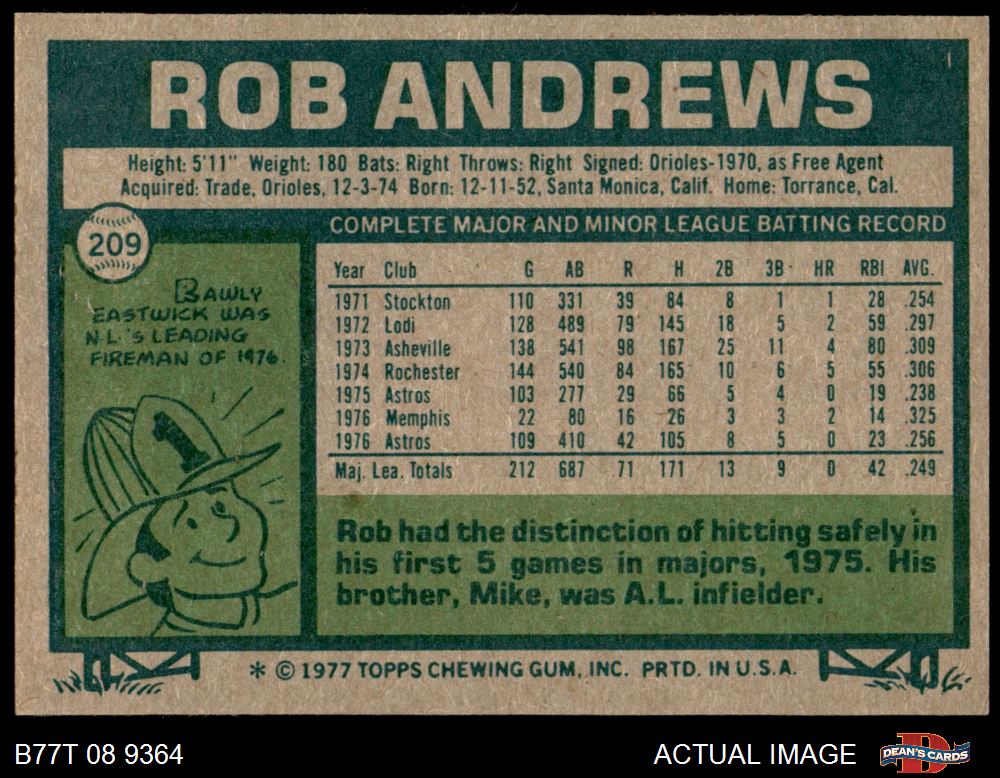 ROB ANDREWS
Height: 5'11" Weight: 180 Bats: Right Throws: Right Signed: Orioles-1970, as Free Agent
Acquired: Trade, Orioles, 12-3-74 Born: 12-11-52, Santa Monica, Calif. Home: Torrance, Cal.
209
COMPLETE MAJOR AND MINOR LEAGUE BATTING RECORD
RAWLY
EASTWICK WAS
N.L.'S LEADING
FIREMAN OF 1976.
1
Year Club G AB R H 2B 3B HR RBI AVG.
1971 Stockton 110 331 39 84 8 1 1 28 .254
1972 Lodi 128 489 79 145 18 5 2 59 .297
1973 Asheville 138 541 98 167 25 11 4 80 .309
1974 Rochester 144 540 84 165 10 6 5 55 .306
1975 Astros 103 277 29 66 5 4 0 19 .238
1976 Memphis 22 80 16 26 3 3 2 14 .325
1976 Astros 109 410 42 105 8 5 0 23 .256
Maj. Lea. Totals 212 687 71 171 13 9 0 42 .249
Rob had the distinction of hitting safely in
his first 5 games in majors, 1975. His
brother, Mike, was A.L. infielder.
* © 1977 TOPPS CHEWING GUM, INC. PRTD. IN U.S.A.
B77T 08 9364
ACTUAL IMAGE
DEAN'S CARDS